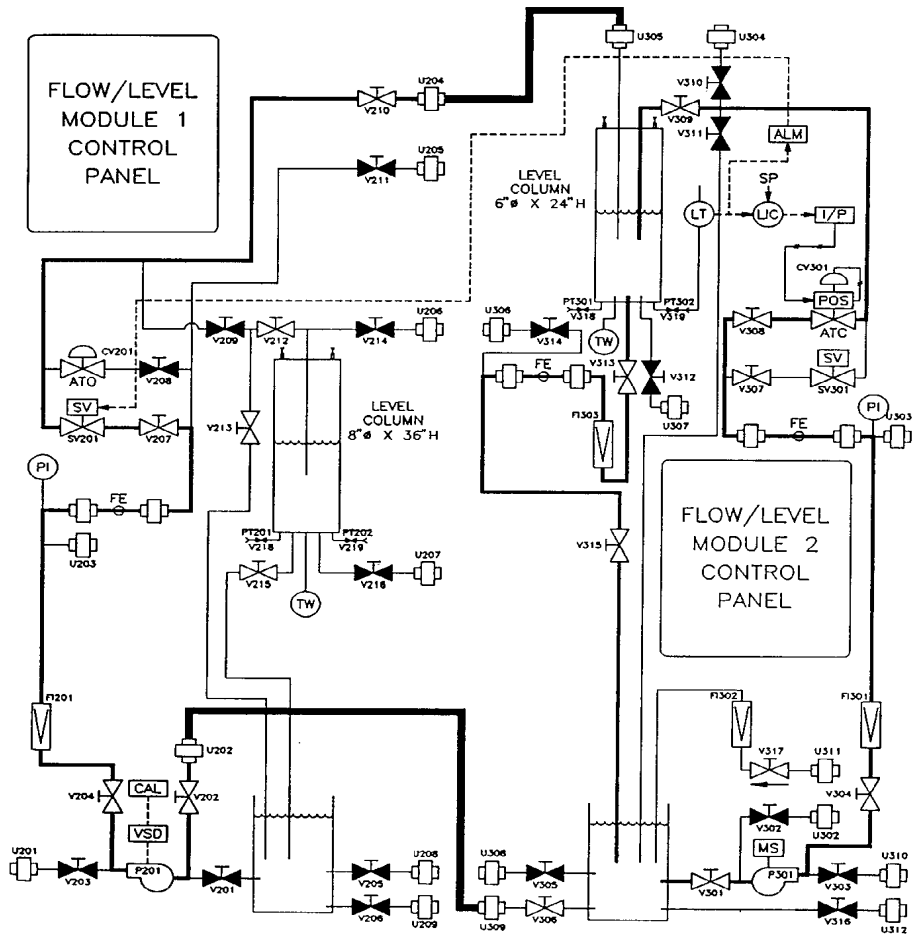 U305
U304
FLOW/LEVEL
MODULE 1
CONTROL
PANEL
U204
V210
V310
V309
V311
ALM
U205
V211
LEVEL
COLUMN
6"ø X 24"H
SP
LT
LIC
I/P
CV301
POS
ATC
PT301
V318
PT302
V319
U306
V314
TW
V313
V312
U307
V308
SV
V307
SV301
U206
V209
V212
V214
CV201
ATO
V208
SV
SV201
V207
V213
LEVEL
COLUMN
8"ø X 36"H
FE
FI303
PI
U303
FE
PI
FE
U203
PT201
V218
PT202
V219
V215
U207
V216
TW
V315
FLOW/LEVEL
MODULE 2
CONTROL
PANEL
FI201
FI302
FI301
U202
V317
U311
V204
CAL
V202
V304
VSD
V302
U302
MS
U201
V203
P201
V201
V205
U208
U308
V305
V301
P301
V303
U310
V206
U209
U309
V306
V316
U312